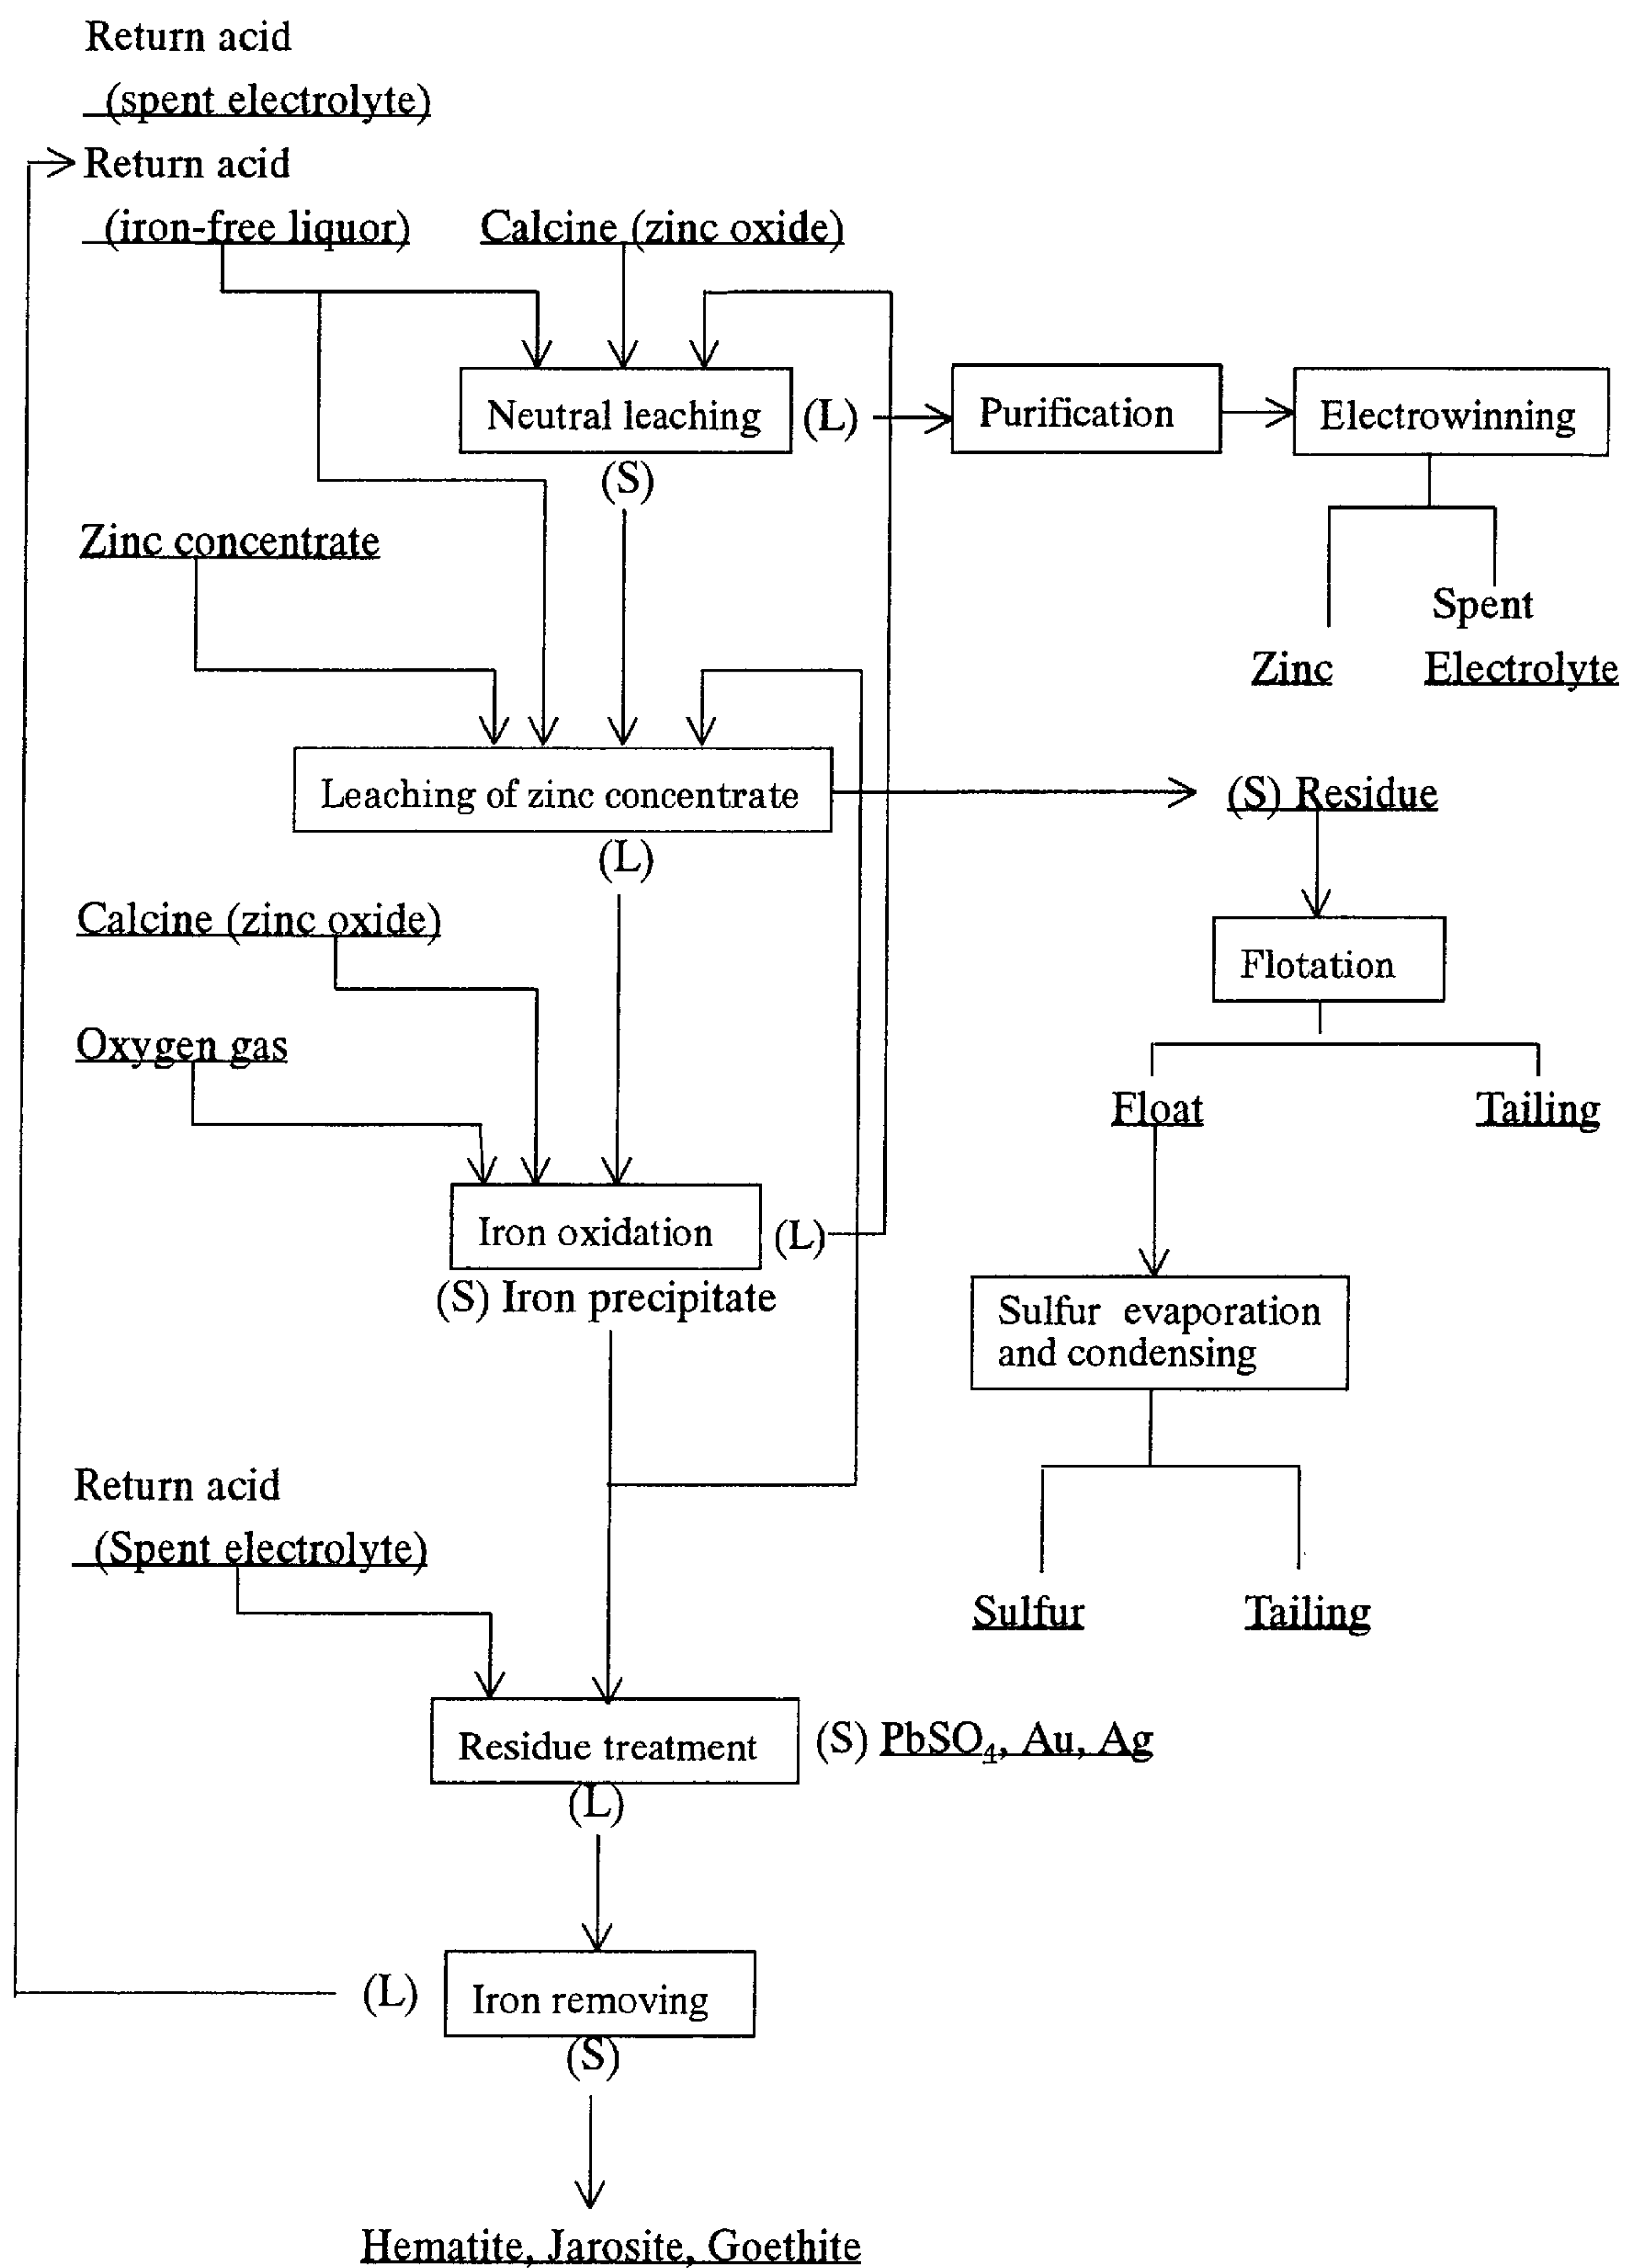 Return acid
(spent electrolyte)
Return acid
(iron-free liquor)
Calcine (zinc oxide)
Neutral leaching
(L)
Purification
Electrowinning
(S)
Zinc concentrate
Spent
Zinc
Electrolyte
Leaching of zinc concentrate
(S) Residue
(L)
Calcine (zinc oxide)
Flotation
Oxygen gas
Float
Tailing
Iron oxidation
(L)
(S) Iron precipitate
Sulfur evaporation
and condensing
Return acid
(Spent electrolyte)
Sulfur
Tailing
Residue treatment
(S) PbSO4, Au, Ag
(L)
(L)
Iron removing
(S)
Hematite, Jarosite, Goethite